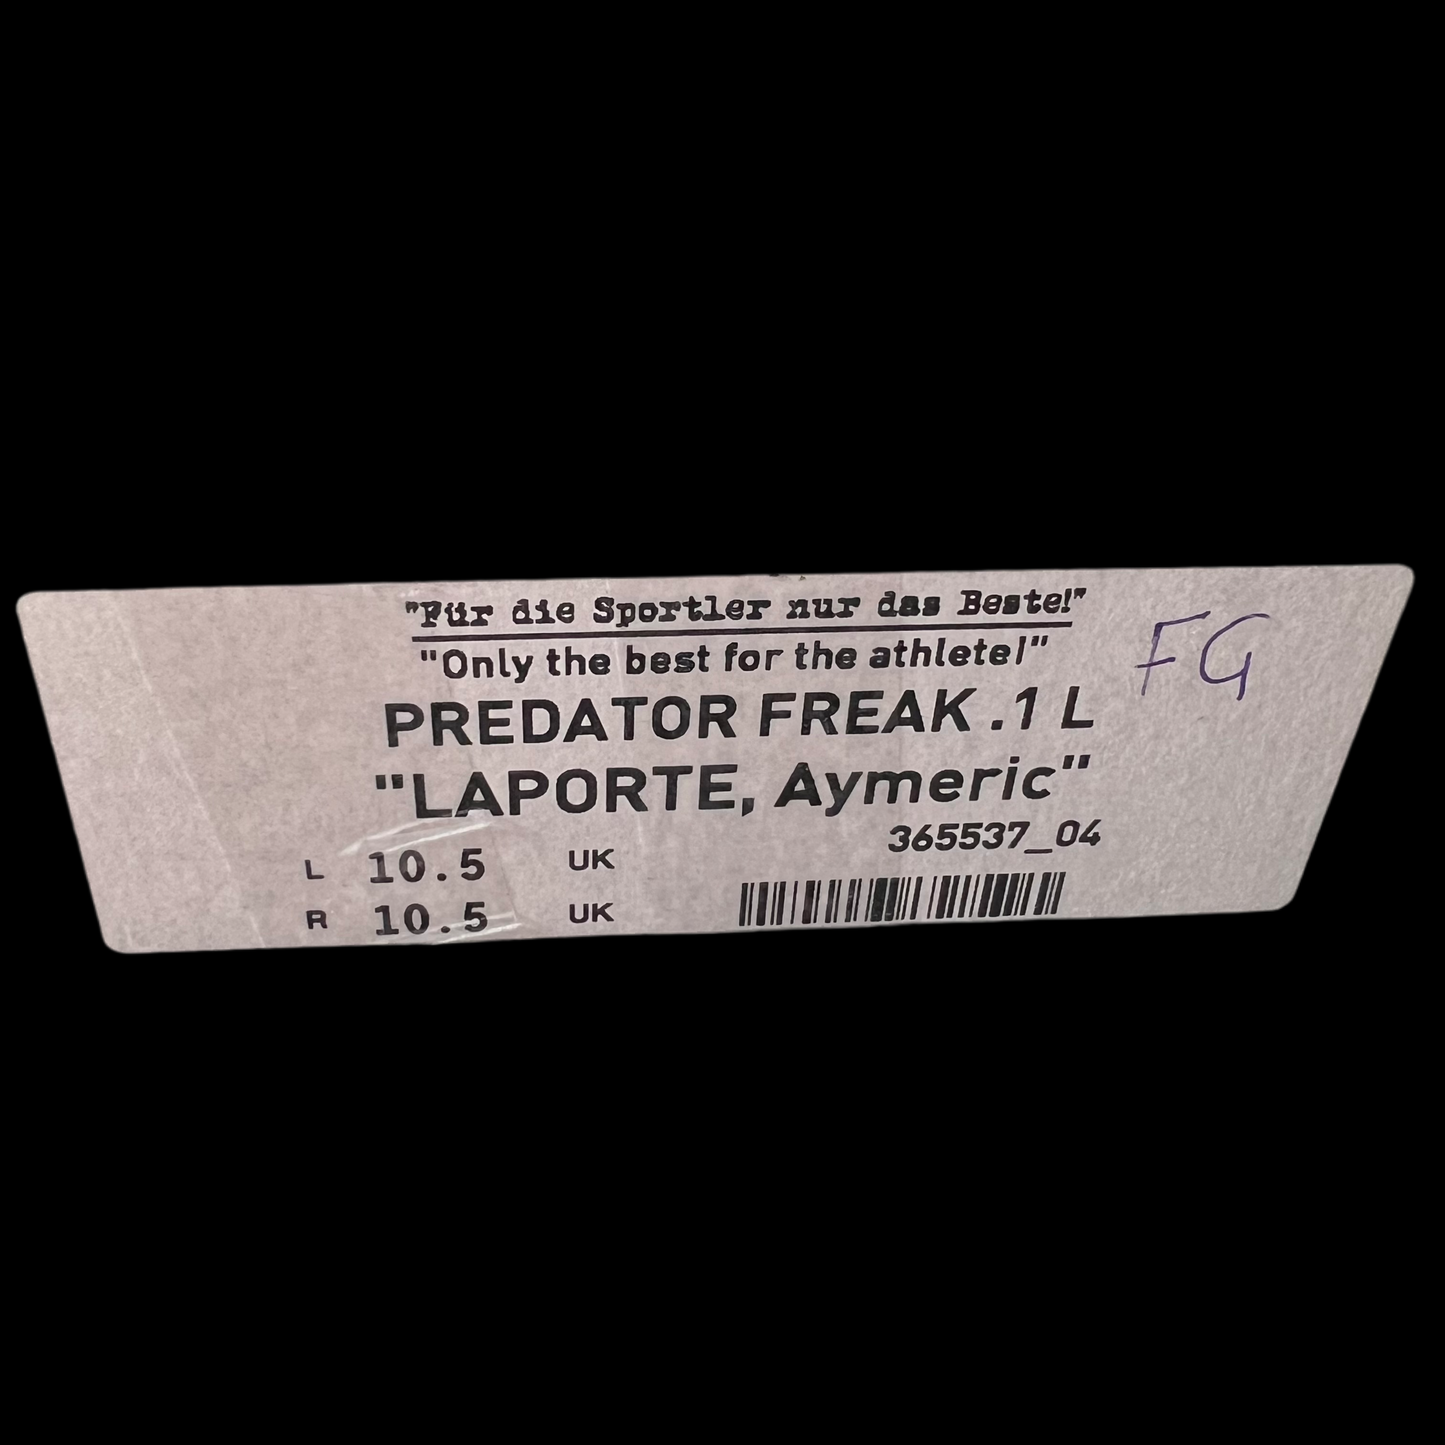 "Für die Sportler nur das Beste!"
"Only the best for the athlete!"
FG
PREDATOR FREAK .1 L
"LAPORTE, Aymeric"
365537_04
L 10.5 UK
R 10.5 UK